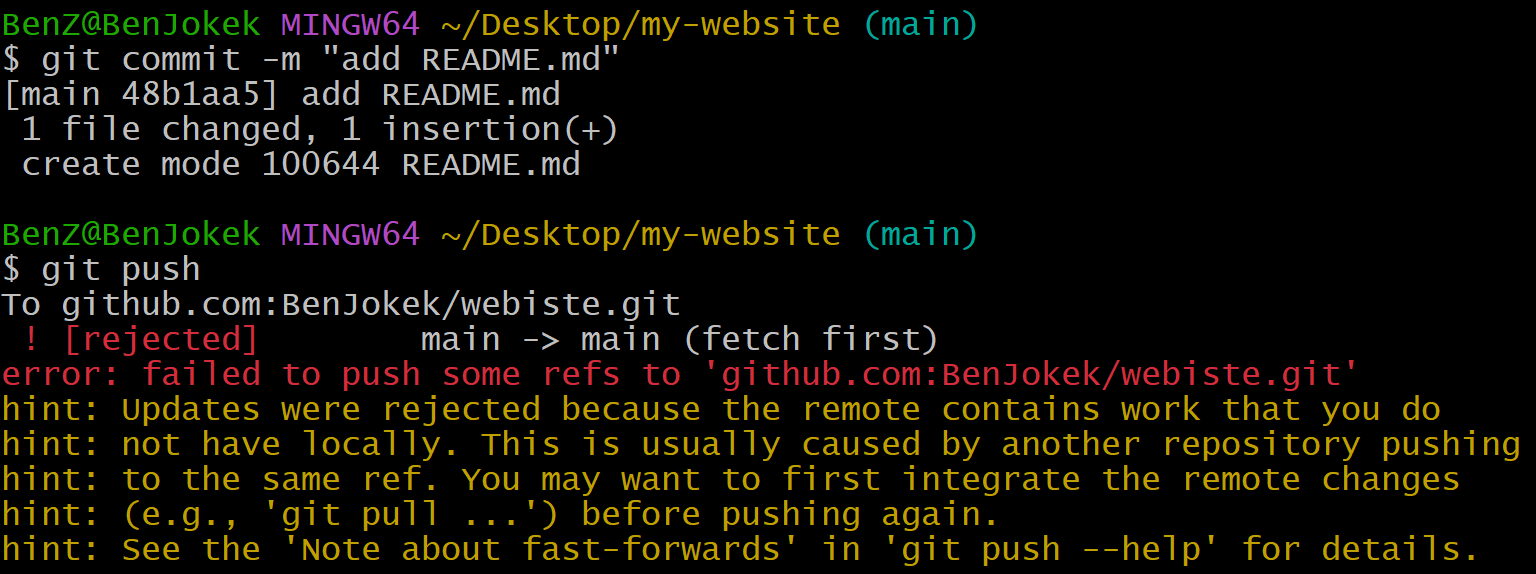 BenZ@BenJokek MINGW64 ~/Desktop/my-website (main)
$ git commit -m "add README.md"
[main 48b1aa5] add README.md
 1 file changed, 1 insertion(+)
 create mode 100644 README.md

BenZ@BenJokek MINGW64 ~/Desktop/my-website (main)
$ git push
To github.com:BenJokek/webiste.git
 ! [rejected]        main -> main (fetch first)
error: failed to push some refs to 'github.com:BenJokek/webiste.git'
hint: Updates were rejected because the remote contains work that you do
hint: not have locally. This is usually caused by another repository pushing
hint: to the same ref. You may want to first integrate the remote changes
hint: (e.g., 'git pull ...') before pushing again.
hint: See the 'Note about fast-forwards' in 'git push --help' for details.